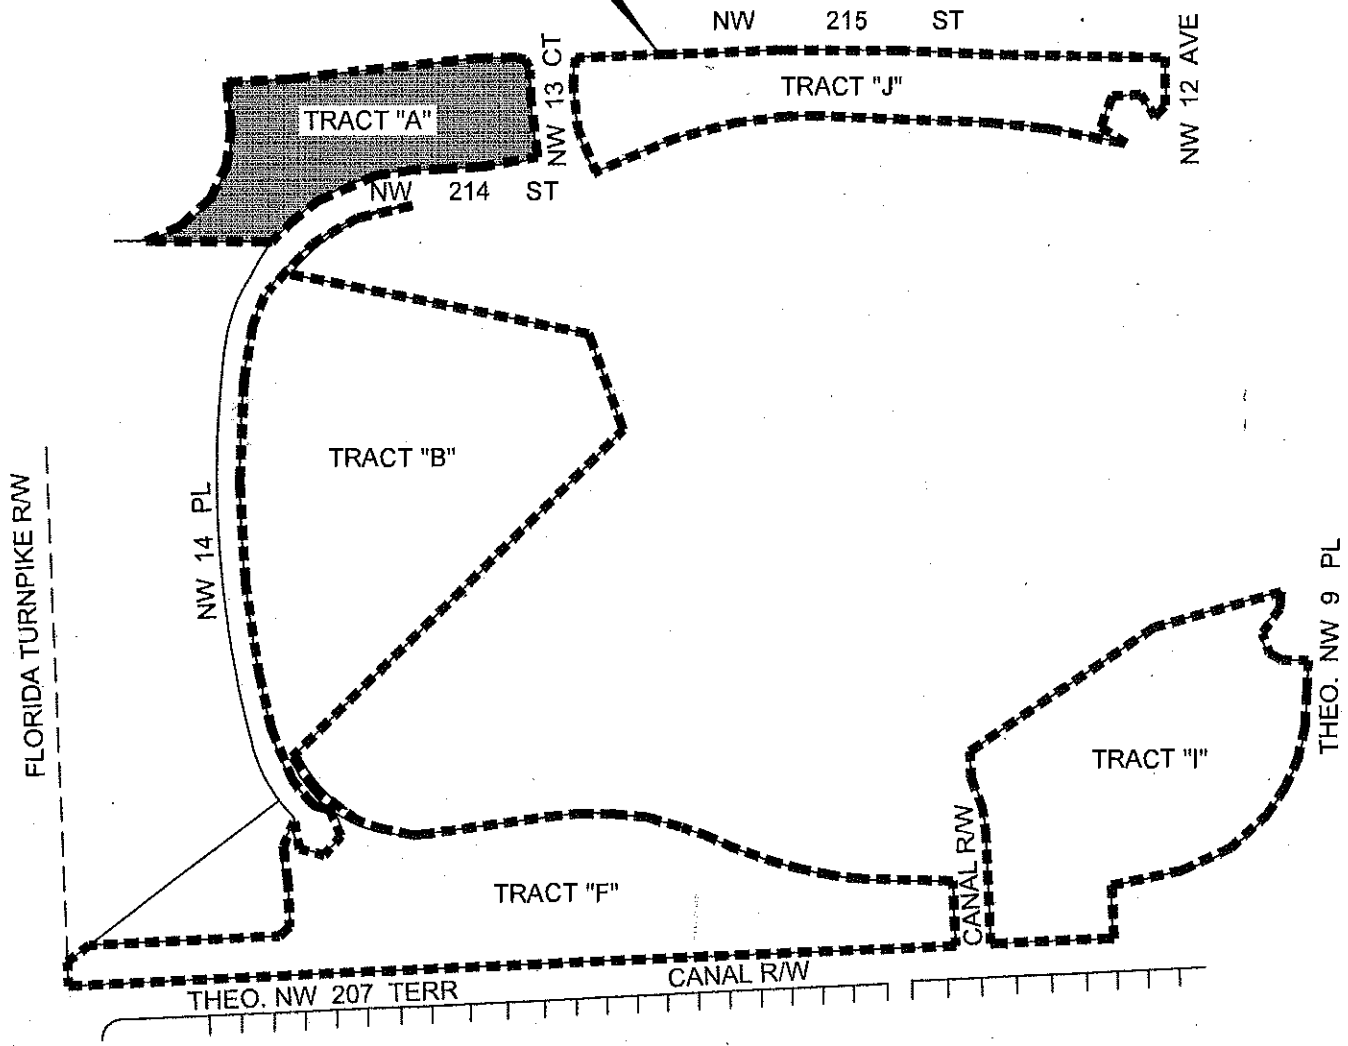 NW 215 ST
NW 12 AVE
NW 13 CT
TRACT "J"
TRACT "A"
NW 214 ST
TRACT "B"
NW 14 PL
FLORIDA TURNPIKE R/W
THEO. NW 9 PL
TRACT "I"
CANAL R/W
TRACT "F"
CANAL R/W
THEO. NW 207 TERR